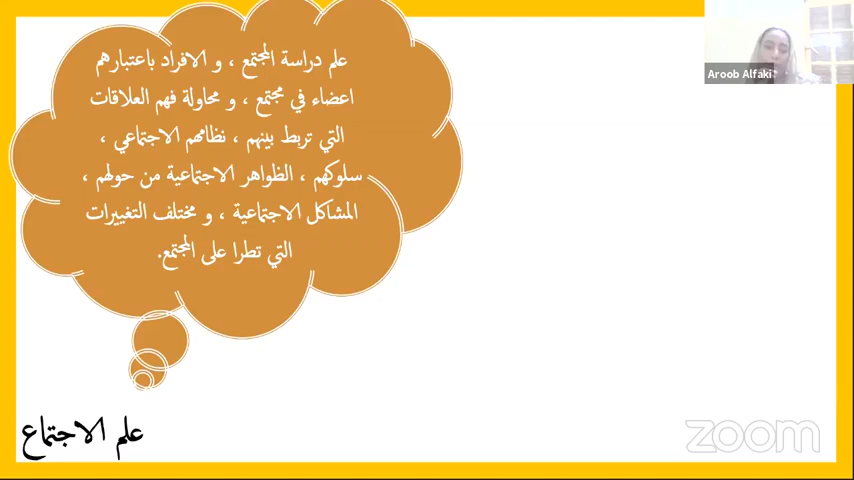 علم دراسة المجتمع ، و الافراد باعتبارهم
اعضاء في مجتمع ، و محاولة فهم العلاقات
التي تربط بينهم ، نظامهم الاجتماعي ،
سلوكهم ، الظواهر الاجتماعية من حولهم ،
المشاكل الاجتماعية ، و مختلف التغييرات
التي تطرا على المجتمع.
علم الاجتماع
Aroob Alfaki
zoom